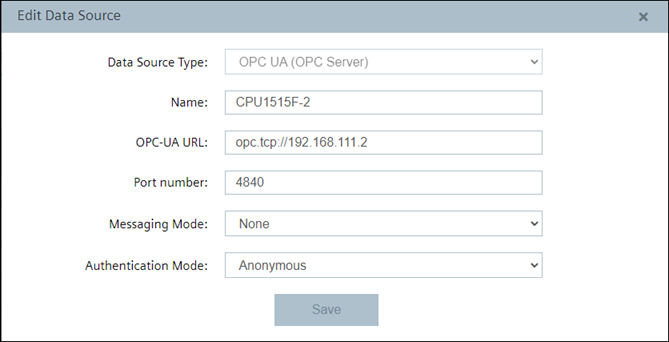 Edit Data Source
Data Source Type: OPC UA (OPC Server)
Name: CPU1515F-2
OPC-UA URL: opc.tcp://192.168.111.2
Port number: 4840
Messaging Mode: None
Authentication Mode: Anonymous
Save